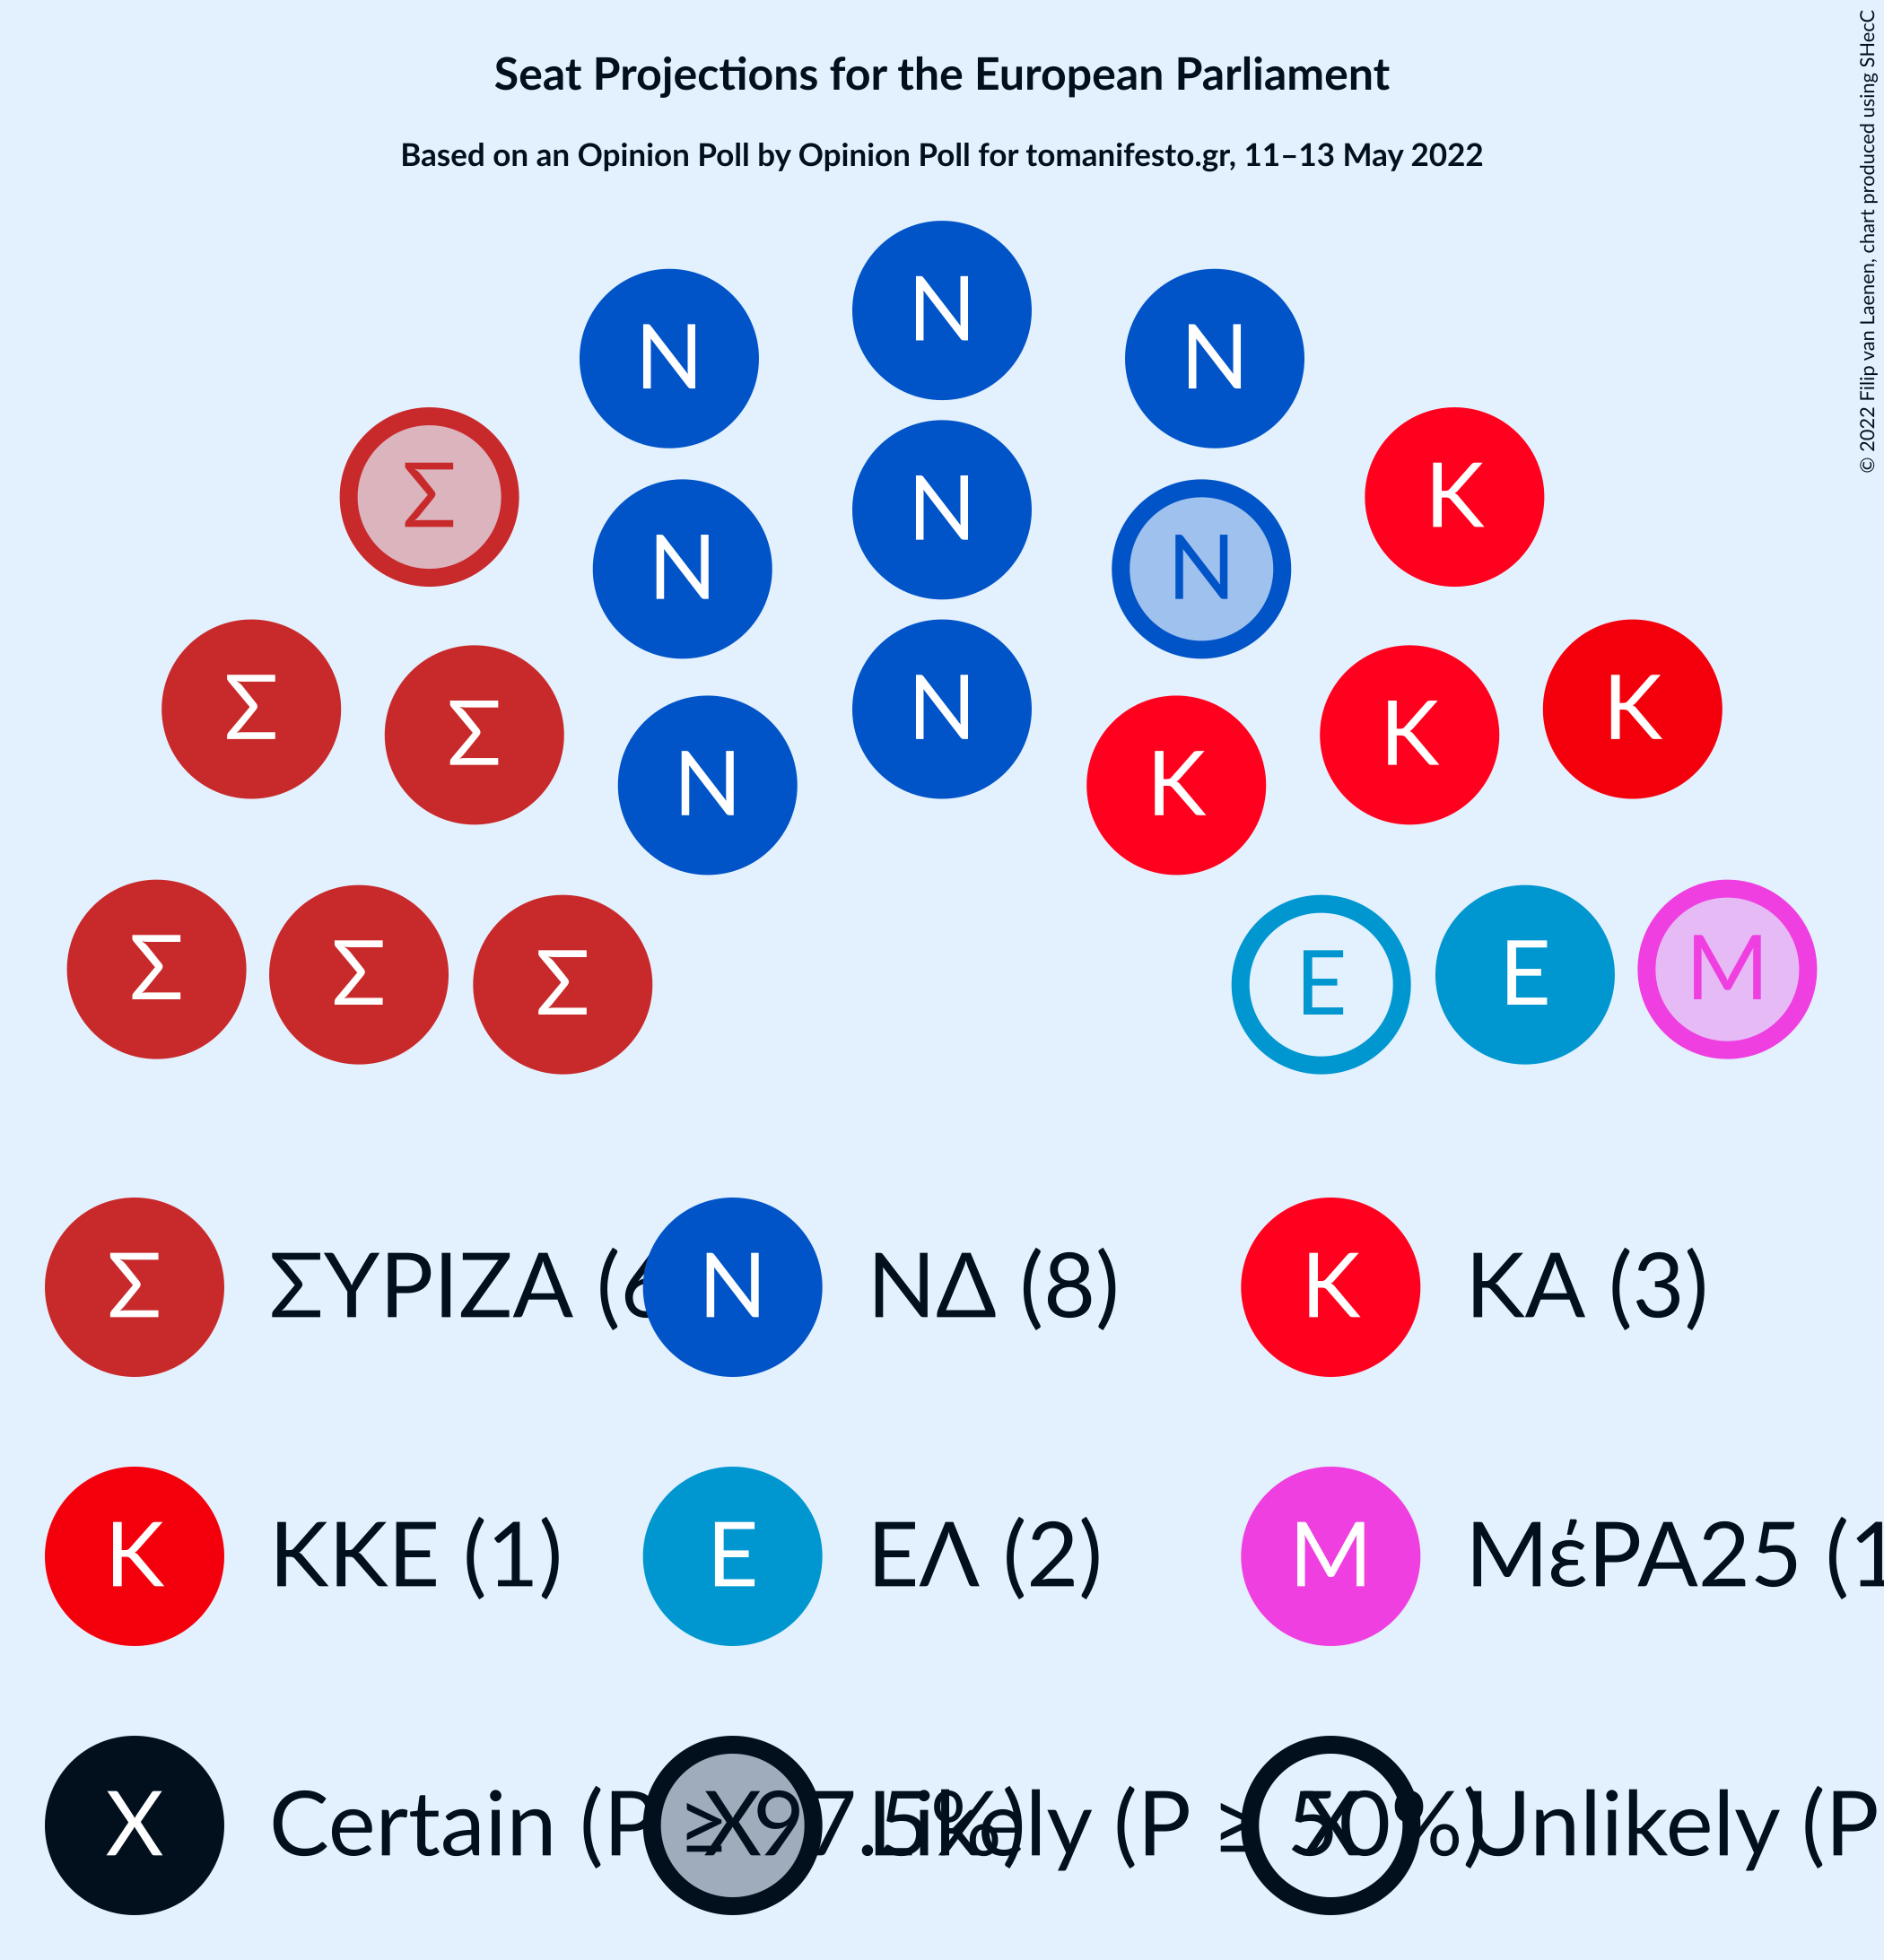 Seat Projections for the European Parliament
Based on an Opinion Poll by Opinion Poll for tomanifesto.gr, 11–13 May 2022
© 2022 Filip van Laenen, chart produced using SHecC
N
N N
Σ N K
N N
Σ N K
Σ K
N K
Σ E M
Σ E
Σ E
Σ ΣΥΡΙΖΑ (6 N ΝΔ (8) K ΚΑ (3)
K ΚΚΕ (1) E ΕΛ (2) M ΜέΡΑ25 (1
X Certain (P ≥ 97.5%) X Likely (P ≥ 50%) X Unlikely (P